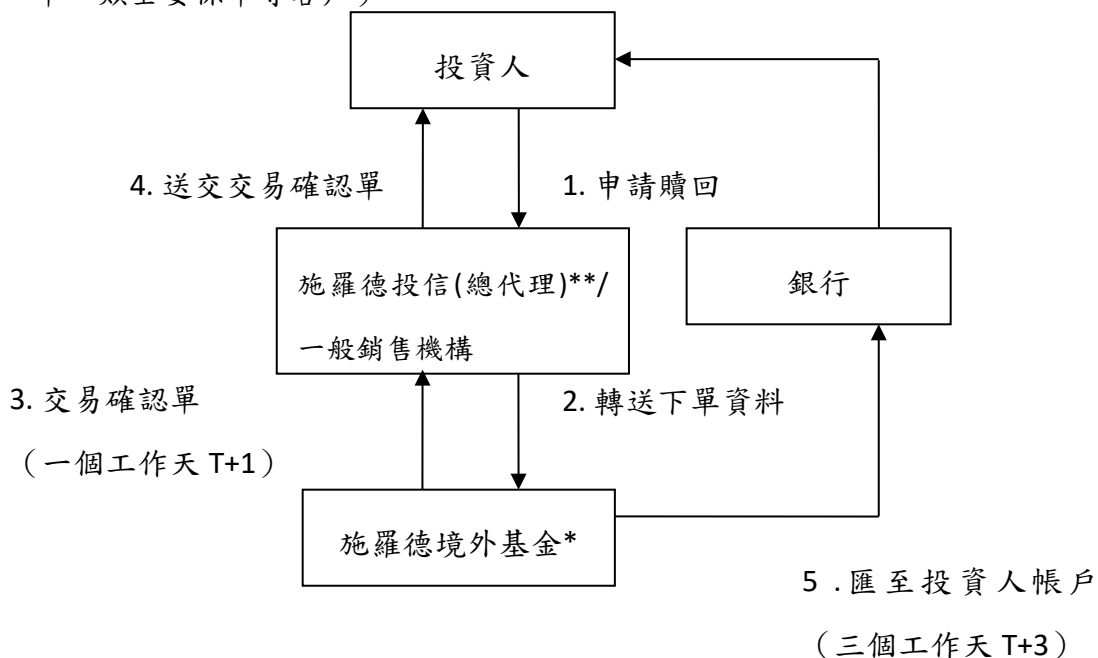 投資人
4. 送交交易確認單
1. 申請贖回
施羅德投信(總代理)**/
一般銷售機構
銀行
3. 交易確認單
（一個工作天 T+1）
2. 轉送下單資料
施羅德境外基金*
5 .匯至投資人帳戶
（三個工作天 T+3）